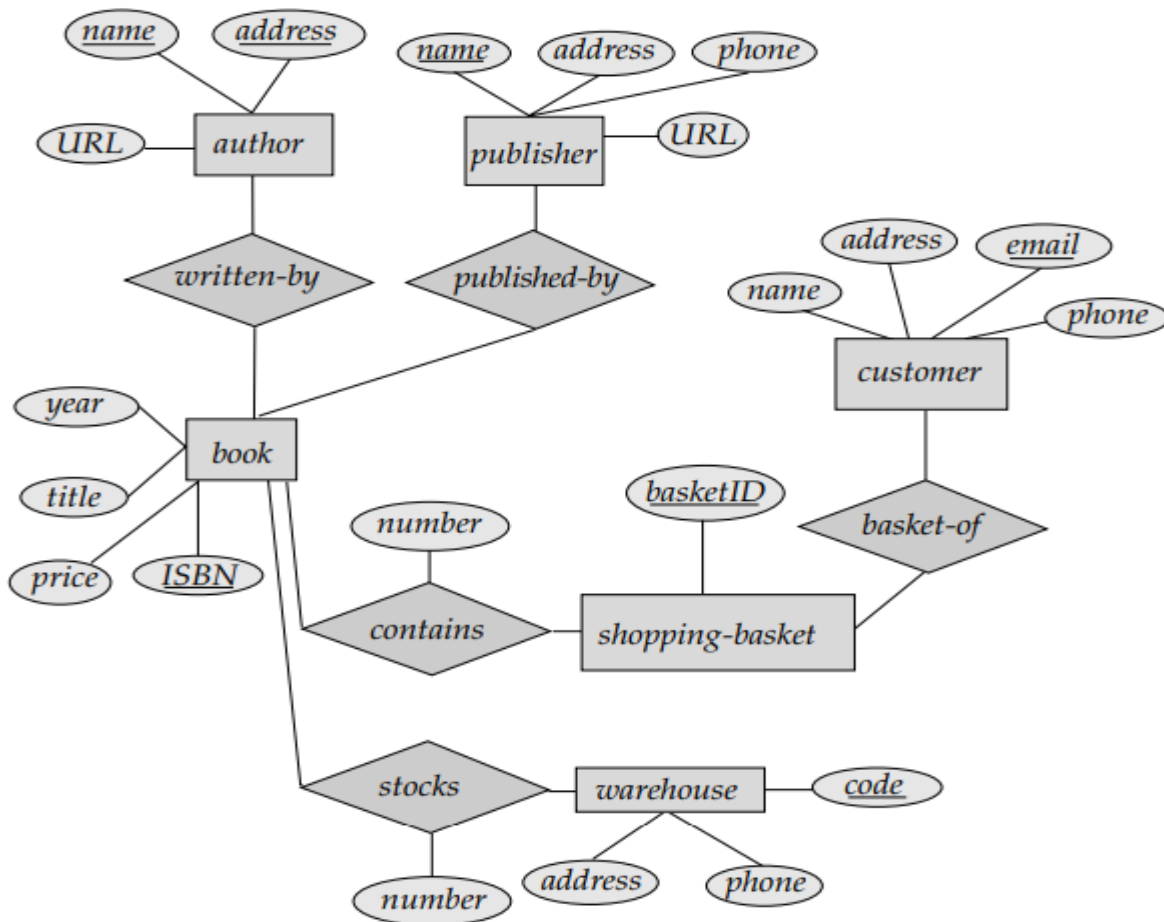 name
address
name
address
phone
URL
author
publisher
URL
written-by
published-by
address
email
name
phone
customer
year
book
title
basketID
number
basket-of
price
ISBN
contains
shopping-basket
stocks
warehouse
code
address
phone
number